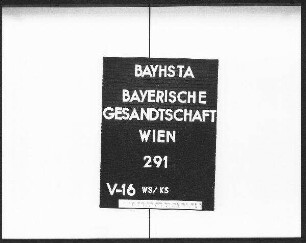 BAYHSTA
BAYERISCHE
GESANDTSCHAFT
WIEN
291
V-16 WS/KS